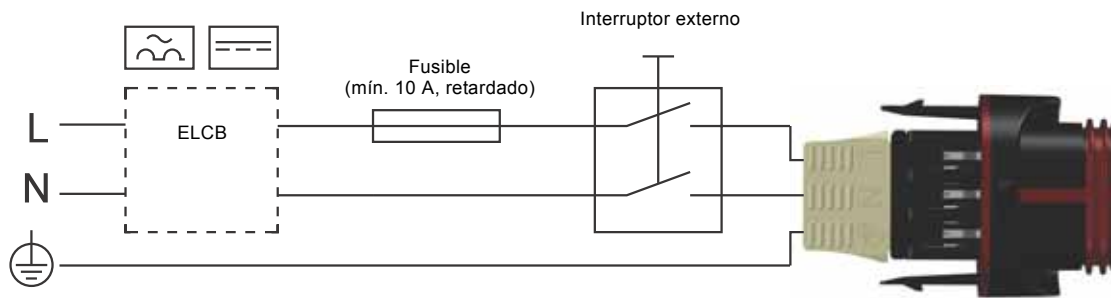 Interruptor externo
Fusible
(mín. 10 A, retardado)
L
ELCB
N